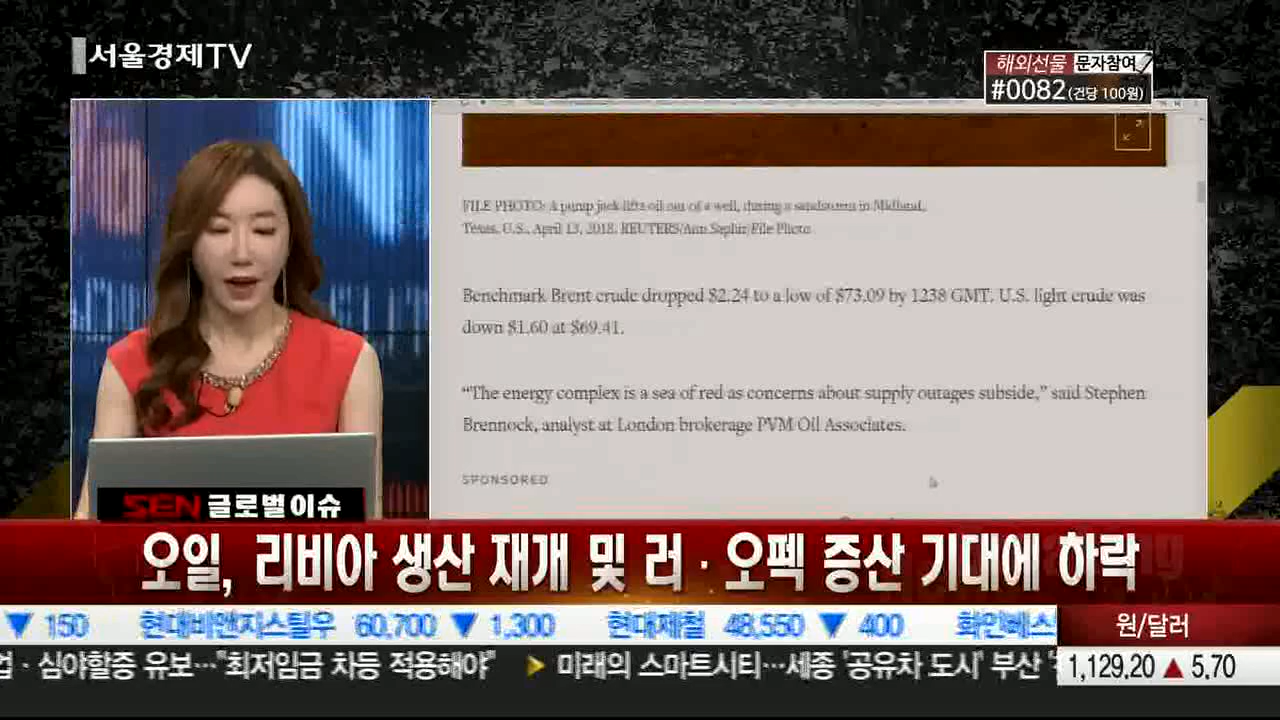 서울경제TV
해외선물 문자참여
#0082(건당 100원)
FILE PHOTO: A pump jack lifts oil out of a well, during a sandstorm in Midland,
Texas, U.S., April 13, 2018. REUTERS/Ann Saphir/File Photo
Benchmark Brent crude dropped $2.24 to a low of $73.09 by 1238 GMT. U.S. light crude was
down $1.60 at $69.41.
“The energy complex is a sea of red as concerns about supply outages subside,” said Stephen
Brennock, analyst at London brokerage PVM Oil Associates.
SPONSORED
SEN 글로벌이슈
오일, 리비아 생산 재개 및 러·오펙 증산 기대에 하락
▼ 150 현대비앤지스틸우 60,700 ▼ 1,300 현대제철 48,550 ▼ 400 화인베스
원/달러
업·심야할증 유보…"최저임금 차등 적용해야" ▶ 미래의 스마트시티…세종 '공유차 도시' 부산
1,129.20 ▲ 5.70